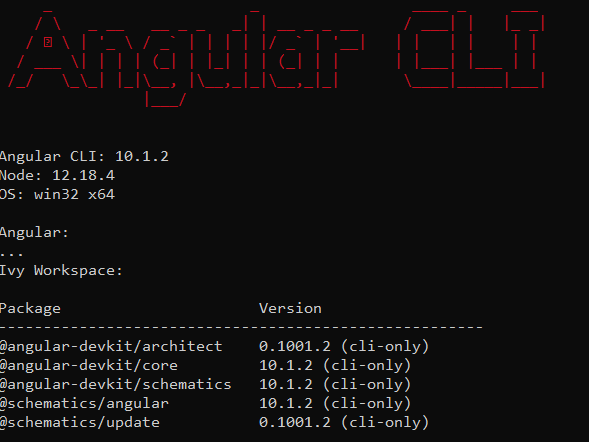 Angular CLI
Angular CLI: 10.1.2
Node: 12.18.4
OS: win32 x64
Angular:
...
Ivy Workspace:
Package Version
------------------------------------------------------
@angular-devkit/architect 0.1001.2 (cli-only)
@angular-devkit/core 10.1.2 (cli-only)
@angular-devkit/schematics 10.1.2 (cli-only)
@schematics/angular 10.1.2 (cli-only)
@schematics/update 0.1001.2 (cli-only)